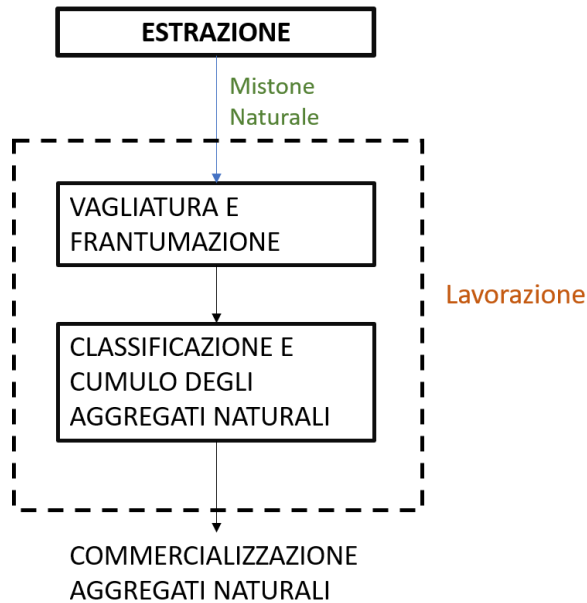 ESTRAZIONE
Mistone
Naturale
VAGLIATURA E
FRANTUMAZIONE
Lavorazione
CLASSIFICAZIONE E
CUMULO DEGLI
AGGREGATI NATURALI
COMMERCIALIZZAZIONE
AGGREGATI NATURALI